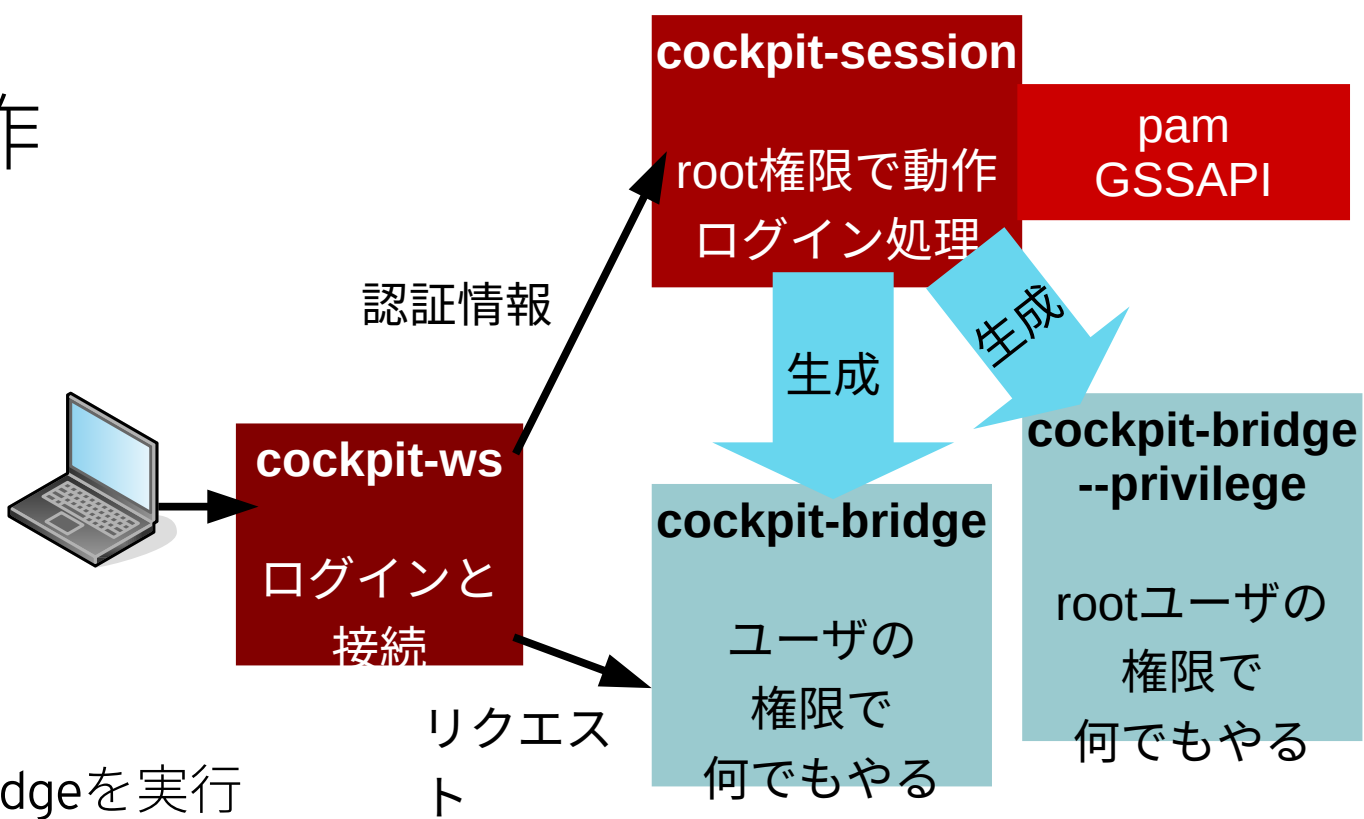 作
cockpit-session
root権限で動作
ログイン処理
pam
GSSAPI
認証情報
生成
生成
cockpit-ws
ログインと
接続
cockpit-bridge
ユーザの
権限で
何でもやる
cockpit-bridge
--privilege
rootユーザの
権限で
何でもやる
リクエス
ト
dgeを実行